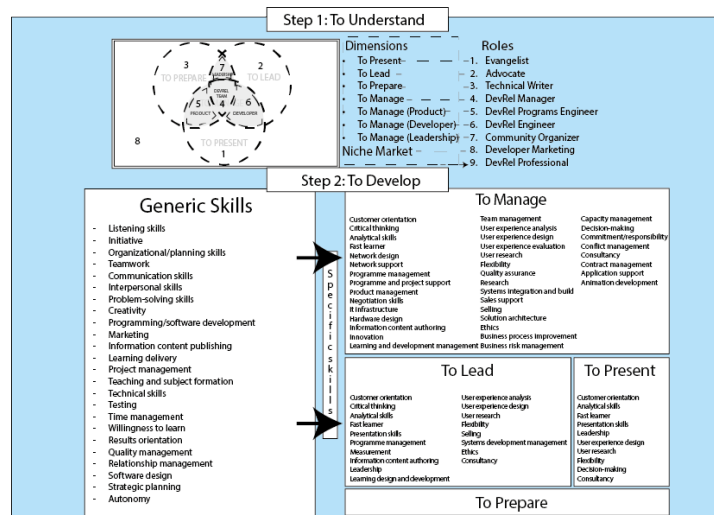 Step 1: To Understand
3
TO PREPARE
2
TO LEAD
7
LEADERSHIP
DEVREL
TEAM
5
4
6
PRODUCT
DEVELOPER
TO PRESENT
8
1
Dimensions
To Present
To Lead
To Prepare
To Manage
To Manage (Product)
To Manage (Developer)
To Manage (Leadership)
Niche Market
Roles
1. Evangelist
2. Advocate
3. Technical Writer
4. DevRel Manager
5. DevRel Programs Engineer
6. DevRel Engineer
7. Community Organizer
8. Developer Marketing
9. DevRel Professional
Step 2: To Develop
Generic Skills
- Listening skills
- Initiative
- Organizational/planning skills
- Teamwork
- Communication skills
- Interpersonal skills
- Problem-solving skills
- Creativity
- Programming/software development
- Marketing
- Information content publishing
- Learning delivery
- Project management
- Teaching and subject formation
- Technical skills
- Testing
- Time management
- Willingness to learn
- Results orientation
- Quality management
- Relationship management
- Software design
- Strategic planning
- Autonomy
Specific skills
To Manage
Customer orientation
Critical thinking
Analytical skills
Fast learner
Network design
Network support
Programme management
Programme and project support
Product management
Negotiation skills
IT Infrastructure
Hardware design
Information content authoring
Innovation
Learning and development management
Team management
User experience analysis
User experience design
User experience evaluation
User research
Flexibility
Quality assurance
Research
Systems integration and build
Sales support
Selling
Solution architecture
Ethics
Business process improvement
Business risk management
Capacity management
Decision-making
Commitment/responsibility
Conflict management
Consultancy
Contract management
Application support
Animation development
To Lead
Customer orientation
Critical thinking
Analytical skills
Fast learner
Presentation skills
Programme management
Measurement
Information content authoring
Leadership
Learning design and development
User experience analysis
User experience design
User research
Flexibility
Selling
Systems development management
Ethics
Consultancy
To Present
Customer orientation
Analytical skills
Fast learner
Presentation skills
Leadership
User experience design
User research
Flexibility
Decision-making
Consultancy
To Prepare